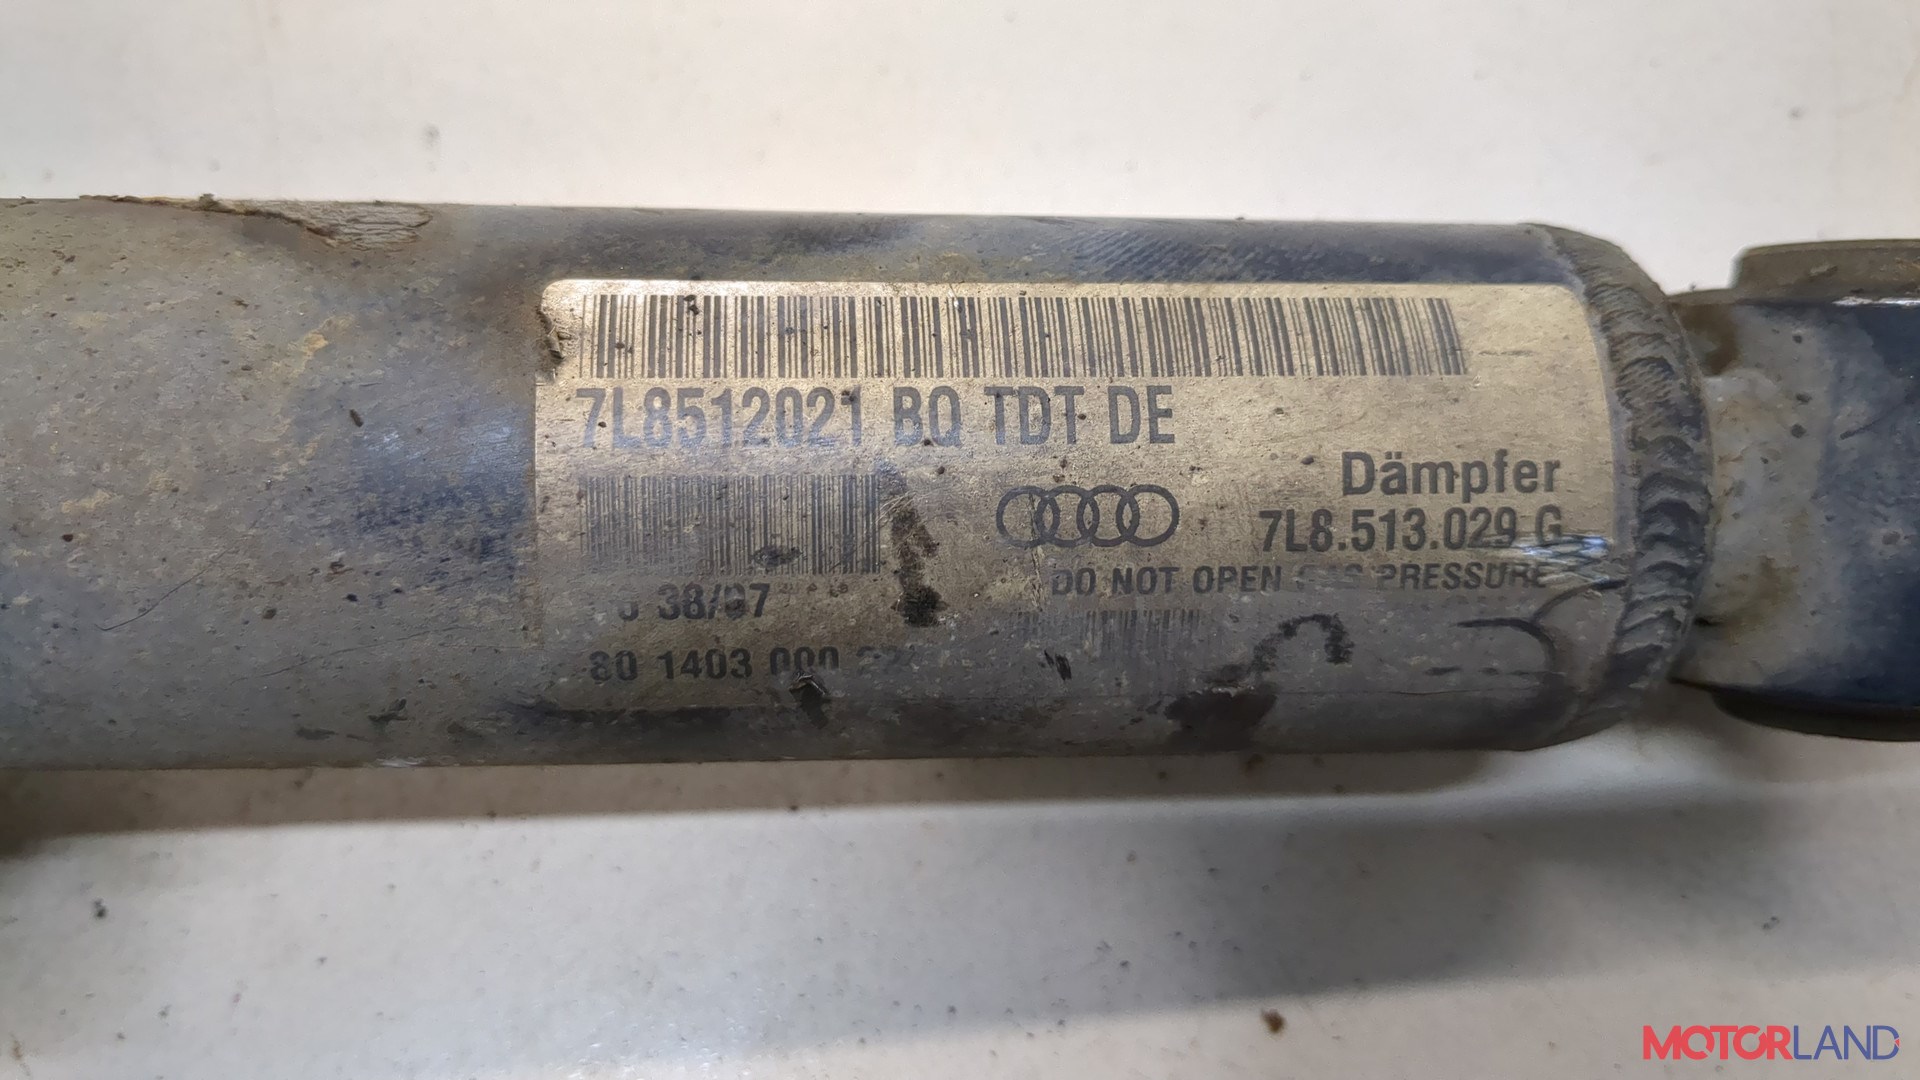 7L8512021 BQ TDT DE
Dämpfer
7L8.513.029 G
DO NOT OPEN PRESSURE
38/07
80 1403 000
MOTORLAND